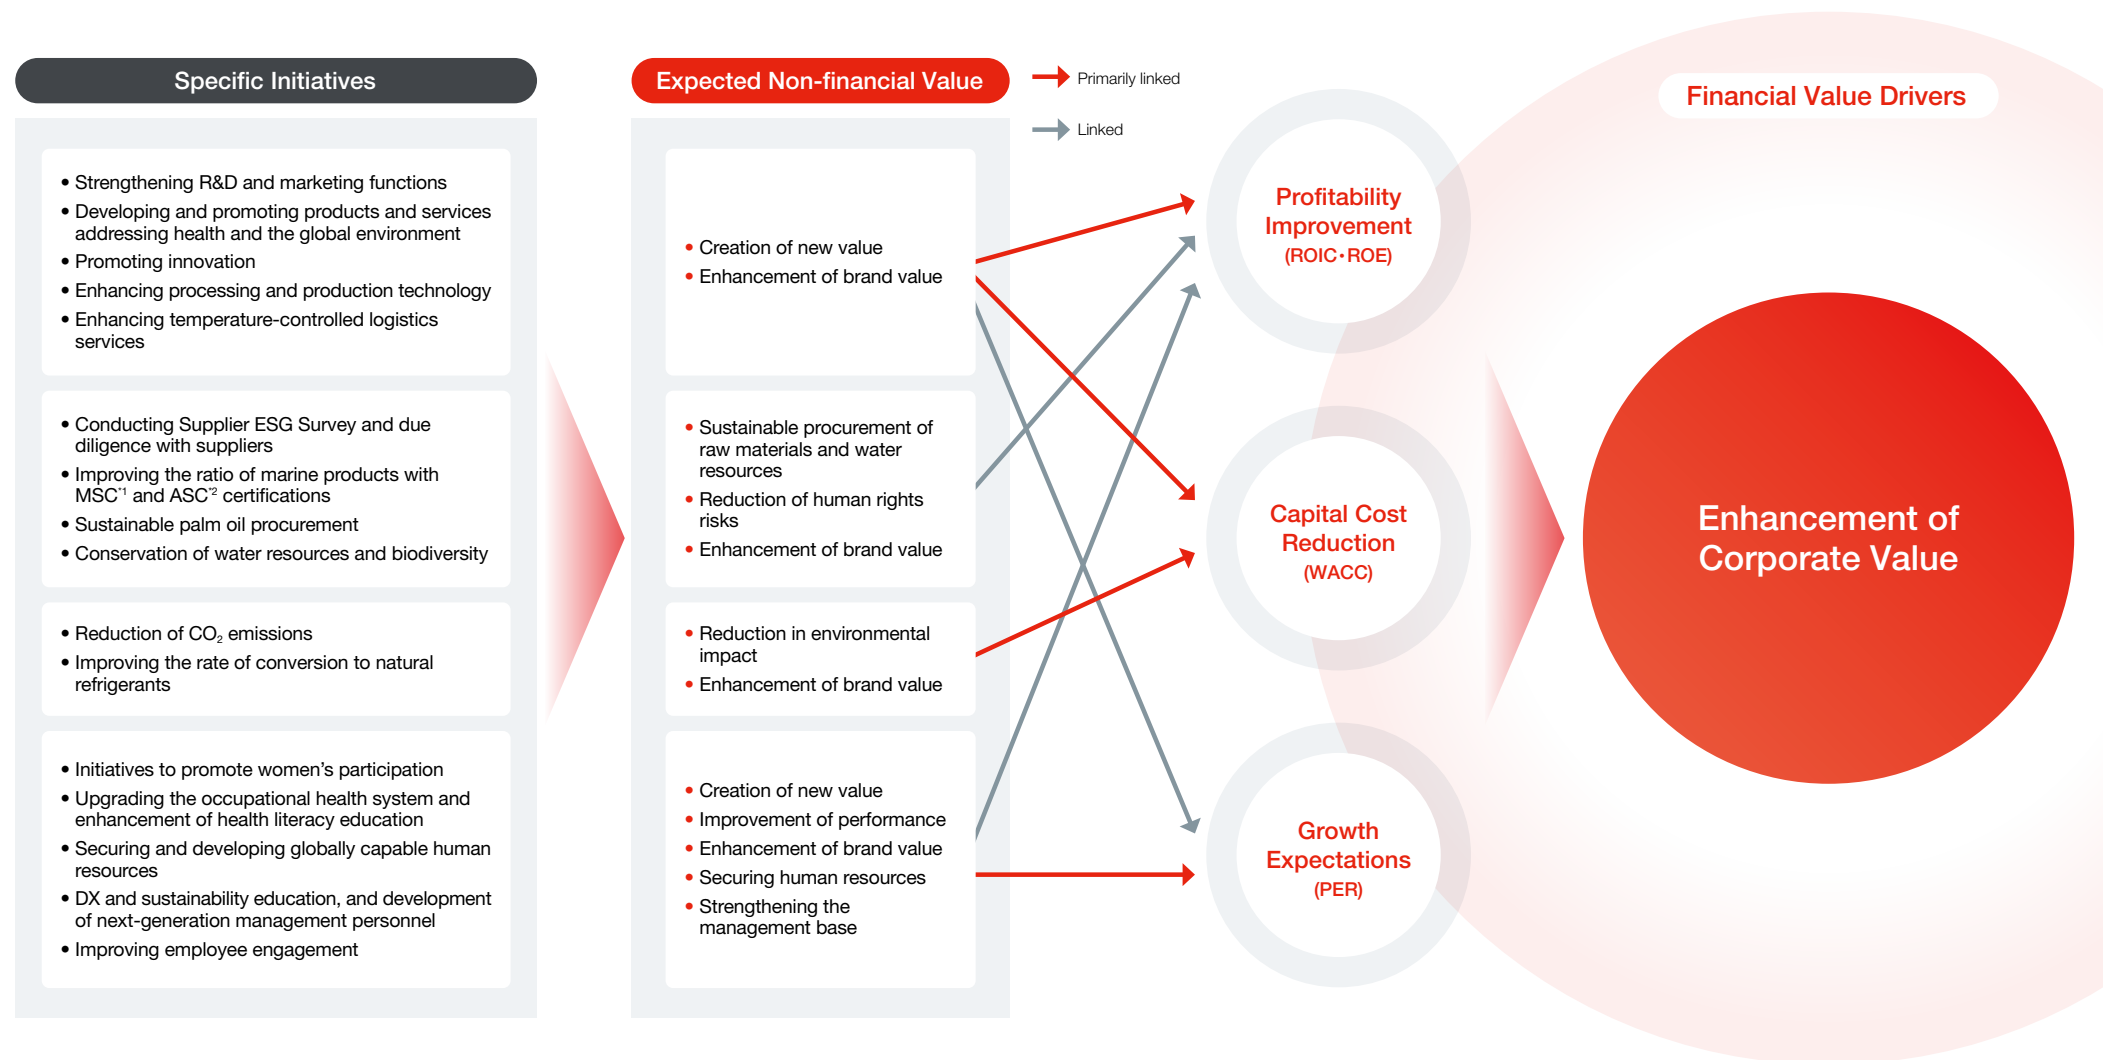 Specific Initiatives
• Strengthening R&D and marketing functions
• Developing and promoting products and services
addressing health and the global environment
• Promoting innovation
• Enhancing processing and production technology
• Enhancing temperature-controlled logistics
services
• Conducting Supplier ESG Survey and due
diligence with suppliers
• Improving the ratio of marine products with
MSC*1 and ASC*2 certifications
• Sustainable palm oil procurement
• Conservation of water resources and biodiversity
• Reduction of CO2 emissions
• Improving the rate of conversion to natural
refrigerants
• Initiatives to promote women's participation
• Upgrading the occupational health system and
enhancement of health literacy education
• Securing and developing globally capable human
resources
• DX and sustainability education, and development
of next-generation management personnel
• Improving employee engagement
Expected Non-financial Value
• Creation of new value
• Enhancement of brand value
• Sustainable procurement of
raw materials and water
resources
• Reduction of human rights
risks
• Enhancement of brand value
• Reduction in environmental
impact
• Enhancement of brand value
• Creation of new value
• Improvement of performance
• Enhancement of brand value
• Securing human resources
• Strengthening the
management base
Primarily linked
Linked
Financial Value Drivers
Profitability
Improvement
(ROIC・ROE)
Capital Cost
Reduction
(WACC)
Growth
Expectations
(PER)
Enhancement of
Corporate Value